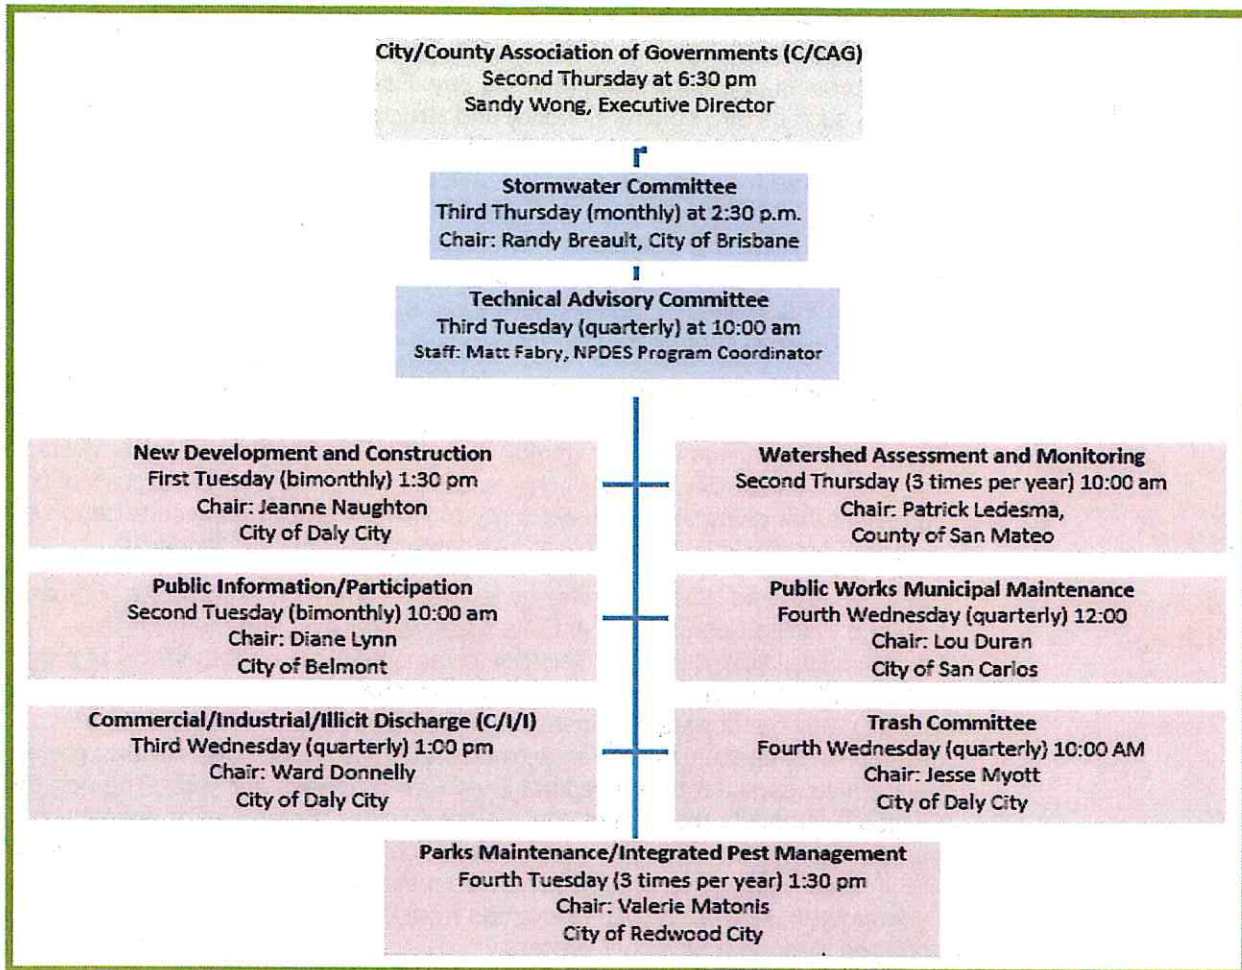 City/County Association of Governments (C/CAG)
Second Thursday at 6:30 pm
Sandy Wong, Executive Director
Stormwater Committee
Third Thursday (monthly) at 2:30 p.m.
Chair: Randy Breault, City of Brisbane
Technical Advisory Committee
Third Tuesday (quarterly) at 10:00 am
Staff: Matt Fabry, NPDES Program Coordinator
New Development and Construction
First Tuesday (bimonthly) 1:30 pm
Chair: Jeanne Naughton
City of Daly City
Watershed Assessment and Monitoring
Second Thursday (3 times per year) 10:00 am
Chair: Patrick Ledesma,
County of San Mateo
Public Information/Participation
Second Tuesday (bimonthly) 10:00 am
Chair: Diane Lynn
City of Belmont
Public Works Municipal Maintenance
Fourth Wednesday (quarterly) 12:00
Chair: Lou Duran
City of San Carlos
Commercial/Industrial/Illicit Discharge (C/I/I)
Third Wednesday (quarterly) 1:00 pm
Chair: Ward Donnelly
City of Daly City
Trash Committee
Fourth Wednesday (quarterly) 10:00 AM
Chair: Jesse Myott
City of Daly City
Parks Maintenance/Integrated Pest Management
Fourth Tuesday (3 times per year) 1:30 pm
Chair: Valerie Matonis
City of Redwood City